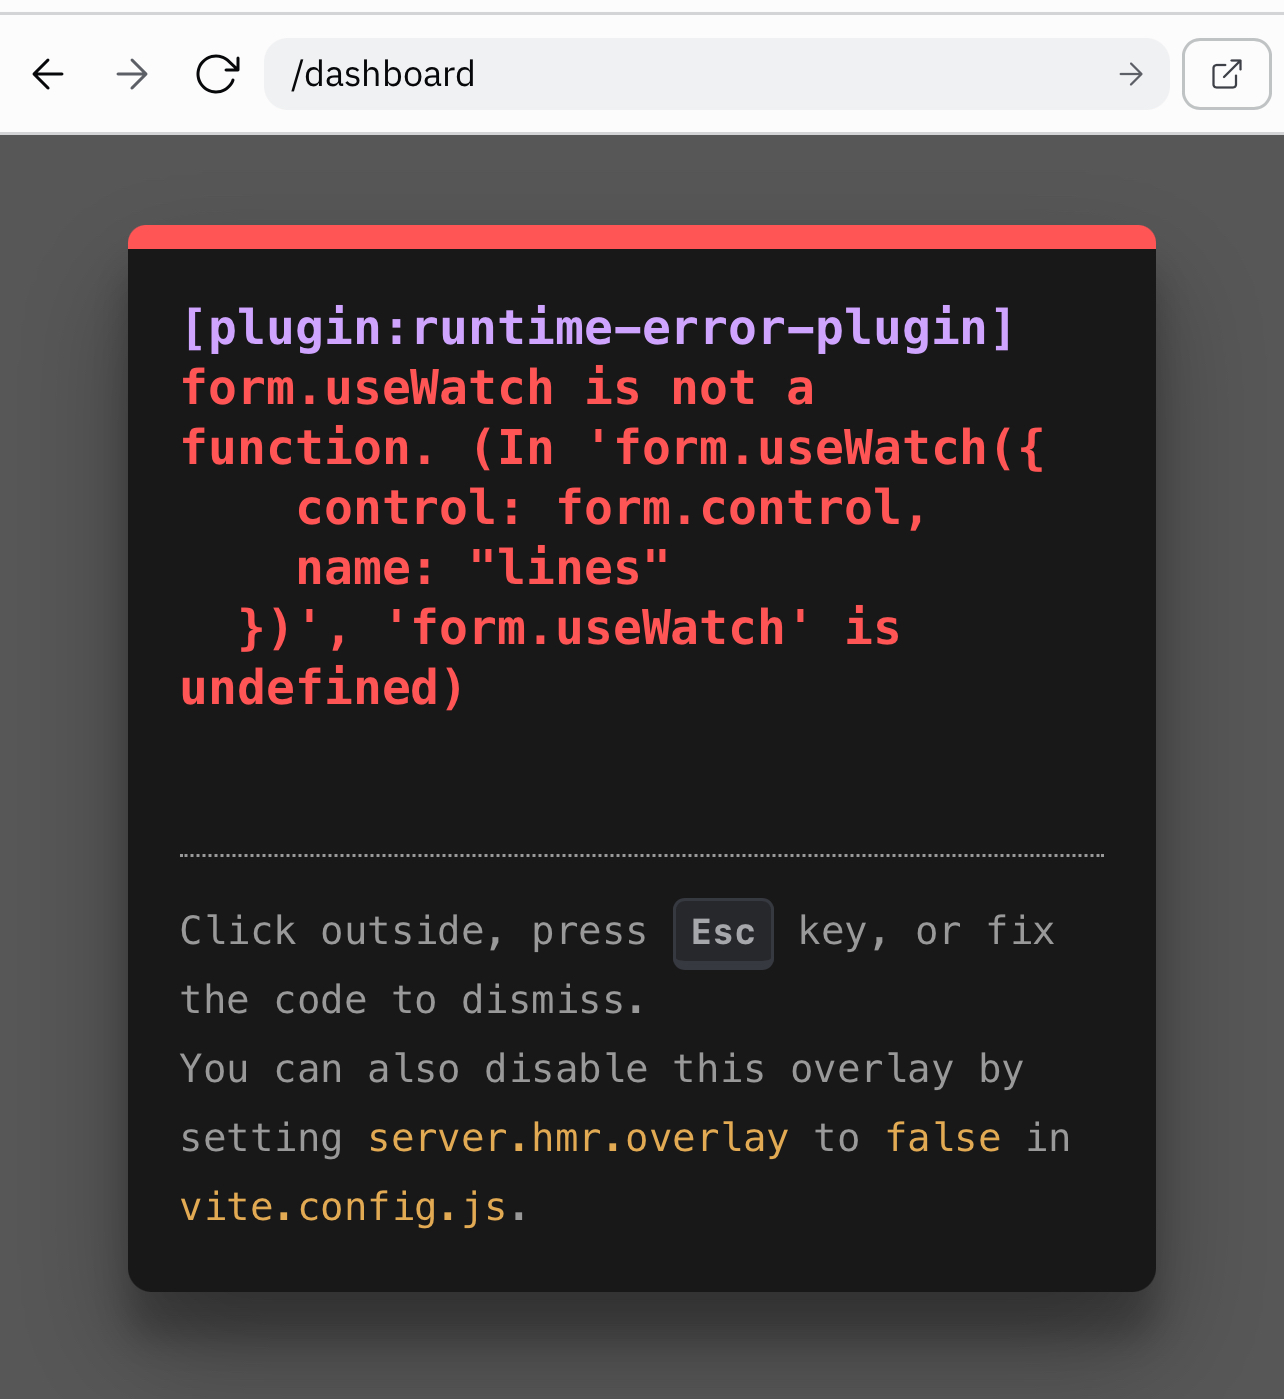 /dashboard
[plugin:runtime-error-plugin]
form.useWatch is not a
function. (In 'form.useWatch({
    control: form.control,
    name: "lines"
  })', 'form.useWatch' is
undefined)
Click outside, press Esc key, or fix
the code to dismiss.
You can also disable this overlay by
setting server.hmr.overlay to false in
vite.config.js.